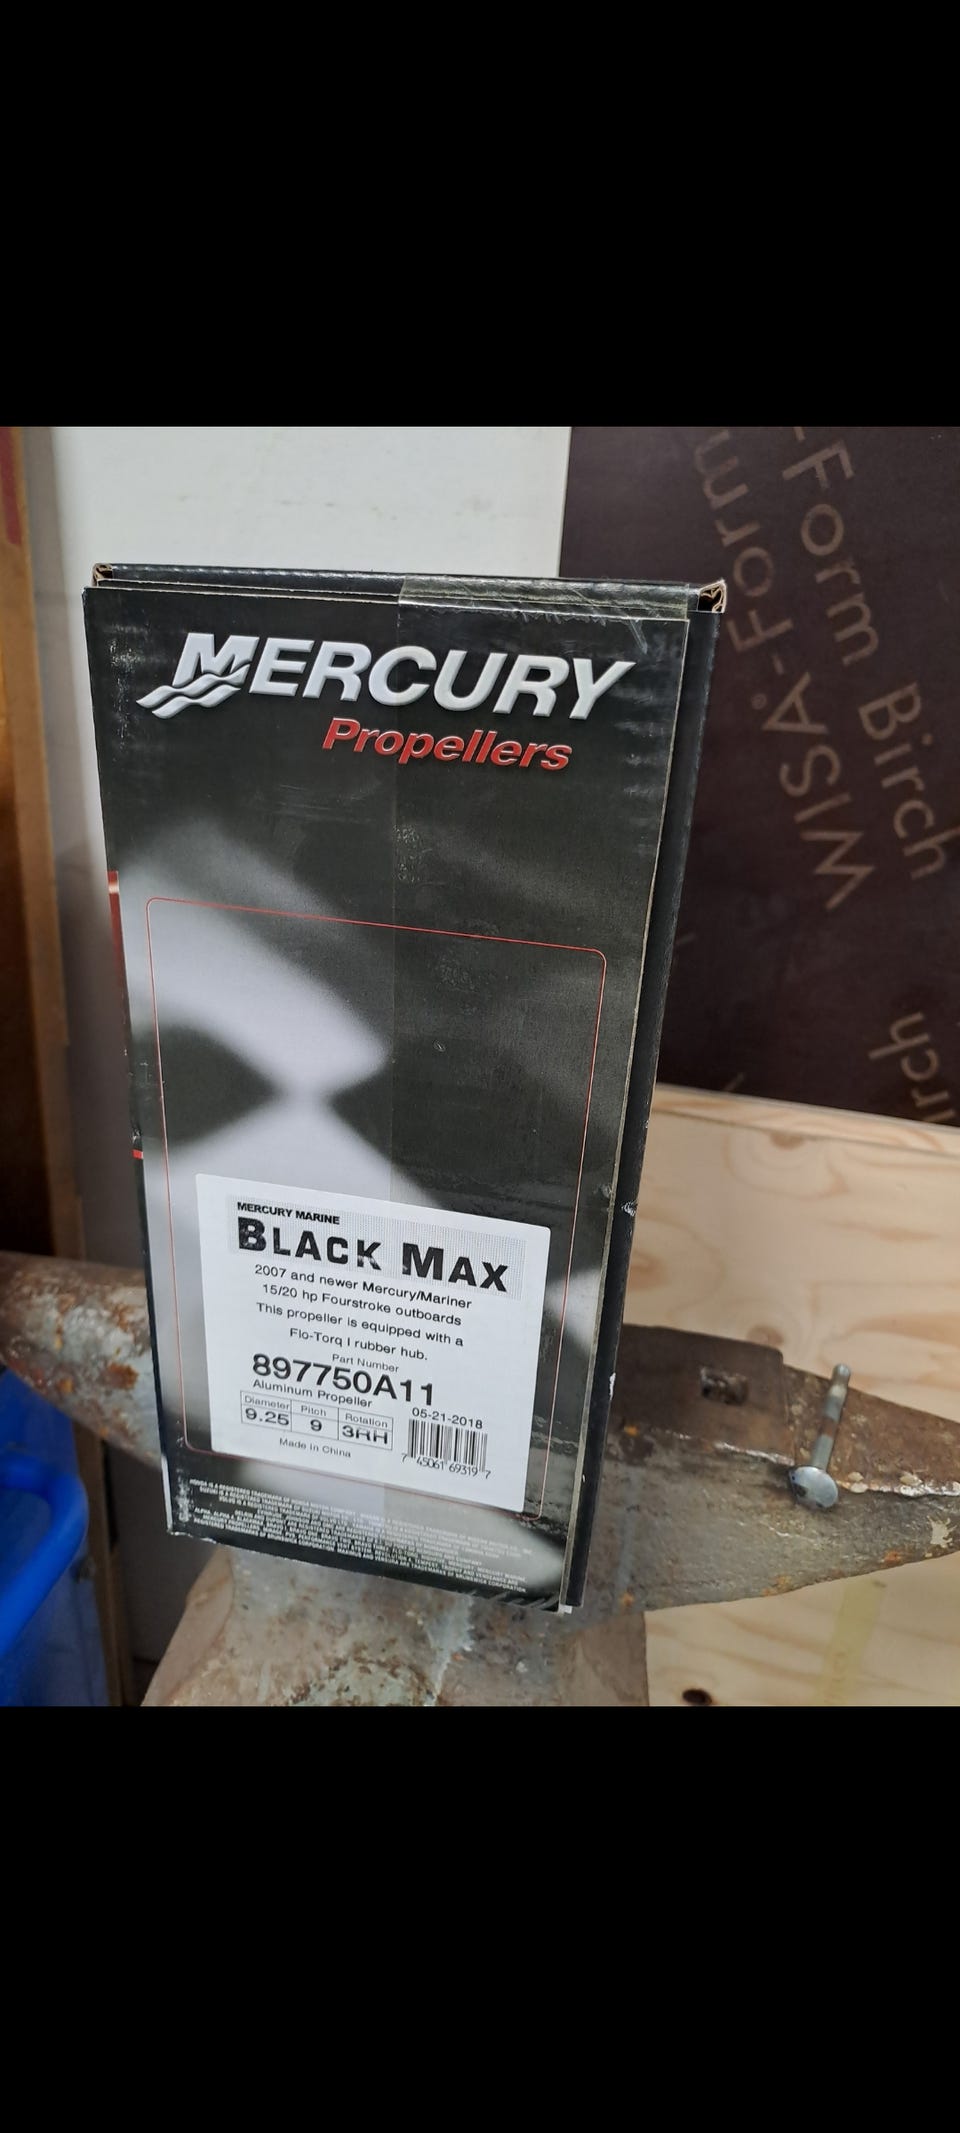 MERCURY
Propellers
-Form Birch
WISA-Form
MERCURY MARINE
BLACK MAX
2007 and newer Mercury/Mariner
15/20 hp Fourstroke outboards
This propeller is equipped with a
Flo-Torq I rubber hub.
Part Number
897750A11
Aluminum Propeller
05-21-2018
Diameter Pitch Rotation
9.25 9 3RH
Made in China
7 45061 69319 7